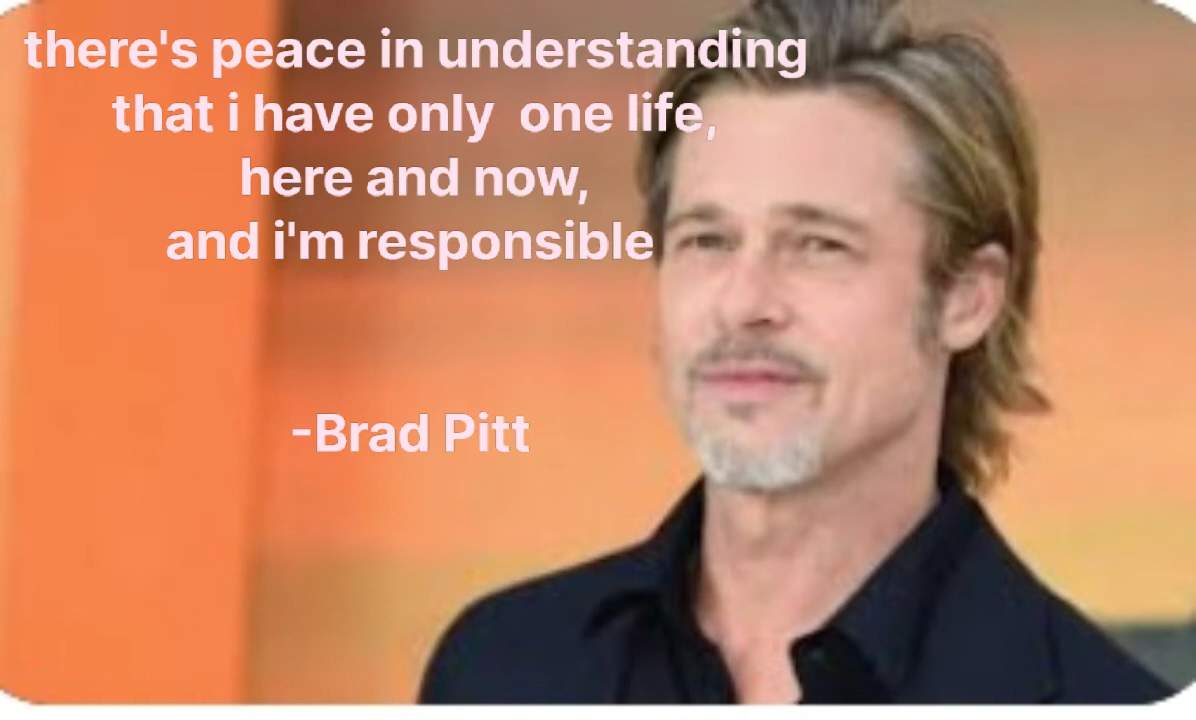 there's peace in understanding
that i have only  one life,
here and now,
and i'm responsible
-Brad Pitt